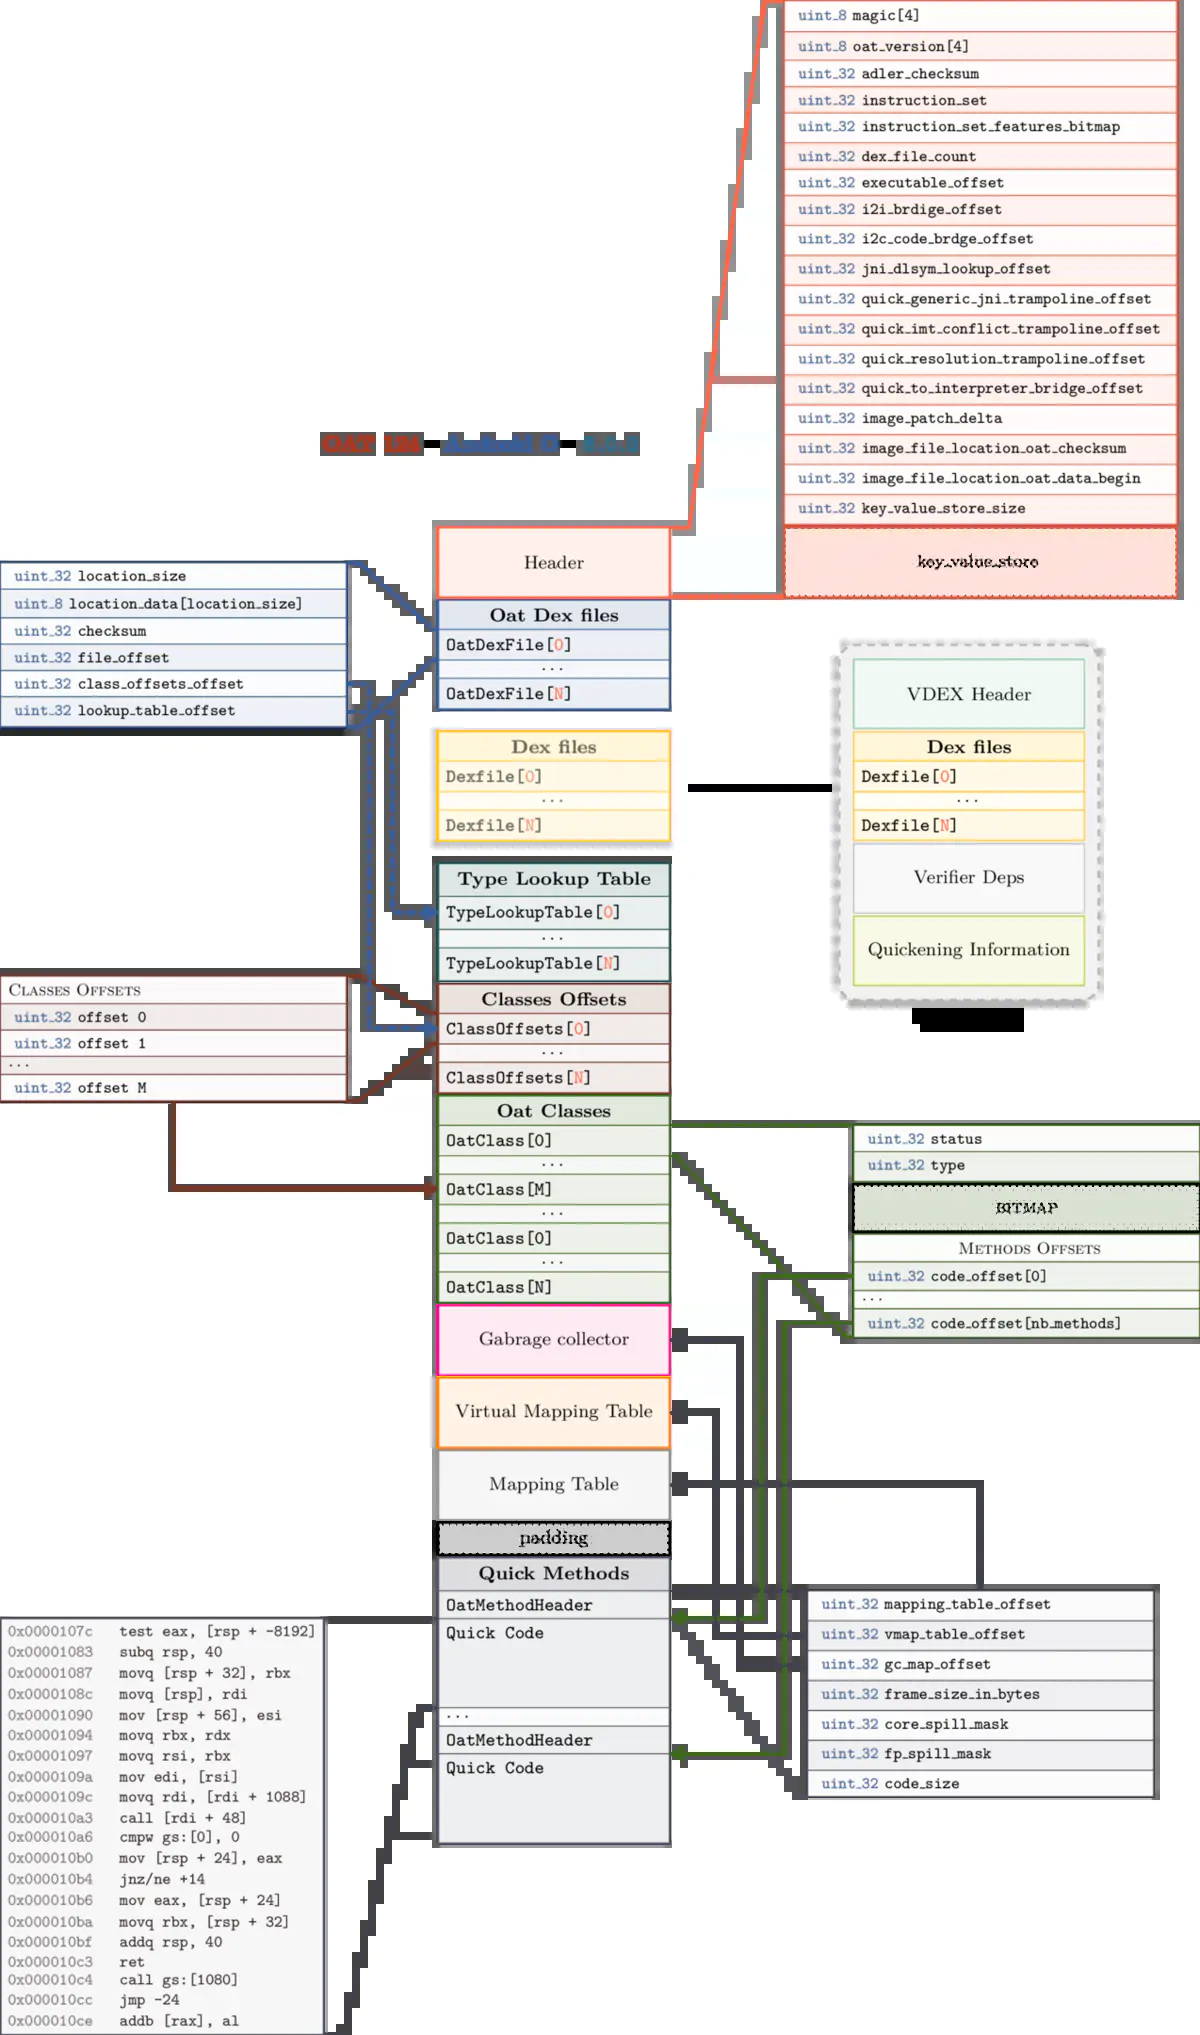 uint_8 magic[4]
uint_8 oat_version[4]
uint_32 adler_checksum
uint_32 instruction_set
uint_32 instruction_set_features_bitmap
uint_32 dex_file_count
uint_32 executable_offset
uint_32 i2i_brdige_offset
uint_32 i2c_code_brdge_offset
uint_32 jni_dlsym_lookup_offset
uint_32 quick_generic_jni_trampoline_offset
uint_32 quick_imt_conflict_trampoline_offset
uint_32 quick_resolution_trampoline_offset
uint_32 quick_to_interpreter_bridge_offset
uint_32 image_patch_delta
uint_32 image_file_location_oat_checksum
uint_32 image_file_location_oat_data_begin
uint_32 key_value_store_size
key_value_store
OAT
Header
uint_32 location_size
uint_8 location_data[location_size]
uint_32 checksum
uint_32 file_offset
uint_32 class_offsets_offset
uint_32 lookup_table_offset
Oat Dex files
OatDexFile[0]
...
OatDexFile[N]
Dex files
Dexfile[0]
...
Dexfile[N]
VDEX Header
Dex files
Dexfile[0]
...
Dexfile[N]
Verifier Deps
Quickening Information
Type Lookup Table
TypeLookupTable[0]
...
TypeLookupTable[N]
Classes Offsets
uint_32 offset 0
uint_32 offset 1
...
uint_32 offset M
Classes Offsets
ClassOffsets[0]
...
ClassOffsets[N]
Oat Classes
OatClass[0]
...
OatClass[M]
...
OatClass[0]
...
OatClass[N]
uint_32 status
uint_32 type
BITMAP
Methods Offsets
uint_32 code_offset[0]
...
uint_32 code_offset[nb_methods]
Gabrage collector
Virtual Mapping Table
Mapping Table
padding
Quick Methods
OatMethodHeader
Quick Code
...
OatMethodHeader
Quick Code
uint_32 mapping_table_offset
uint_32 vmap_table_offset
uint_32 gc_map_offset
uint_32 frame_size_in_bytes
uint_32 core_spill_mask
uint_32 fp_spill_mask
uint_32 code_size
0x0000107c test eax, [rsp + -8192]
0x00001083 subq rsp, 40
0x00001087 movq [rsp + 32], rbx
0x0000108c movq [rsp], rdi
0x00001090 mov [rsp + 56], esi
0x00001094 movq rbx, rdx
0x00001097 movq rsi, rbx
0x0000109a mov edi, [rsi]
0x0000109c movq rdi, [rdi + 1088]
0x000010a3 call [rdi + 48]
0x000010a6 cmpw gs:[0], 0
0x000010b0 mov [rsp + 24], eax
0x000010b4 jnz/ne +14
0x000010b6 mov eax, [rsp + 24]
0x000010ba movq rbx, [rsp + 32]
0x000010bf addq rsp, 40
0x000010c3 ret
0x000010c4 call gs:[1080]
0x000010cc jmp -24
0x000010ce addb [rax], al